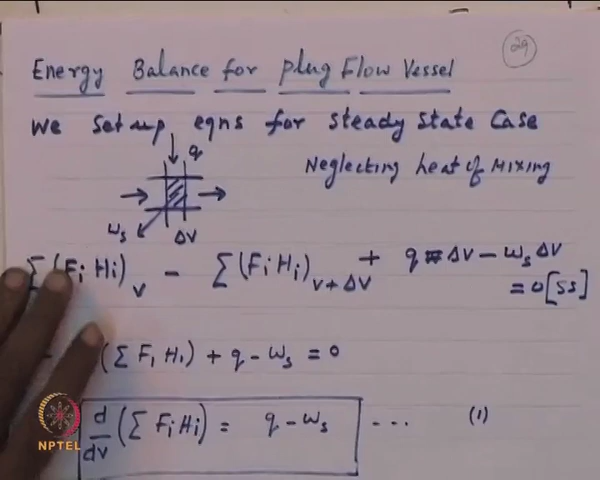 29
Energy Balance for Plug Flow Vessel
We Set up eqns for steady state Case
q
Neglecting heat of Mixing
Ws ΔV
Σ(Fi Hi)V − Σ(Fi Hi)V+ΔV + q ΔV − Ws ΔV
= 0 [SS]
(Σ Fi Hi) + q − Ws = 0
d/dV (Σ Fi Hi) = q − Ws ... (1)
NPTEL